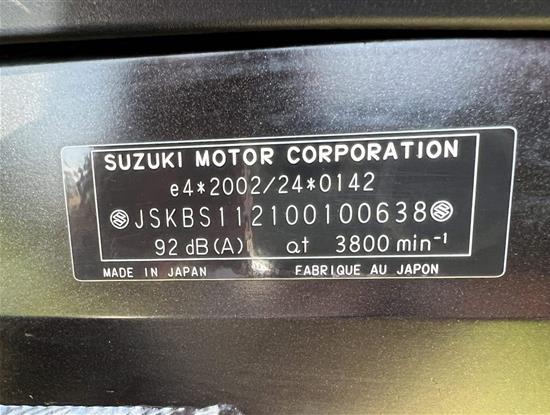 SUZUKI MOTOR CORPORATION
e4*2002/24*0142
JSKBS112100100638
92 dB(A) at 3800 min⁻¹
MADE IN JAPAN FABRIQUE AU JAPON